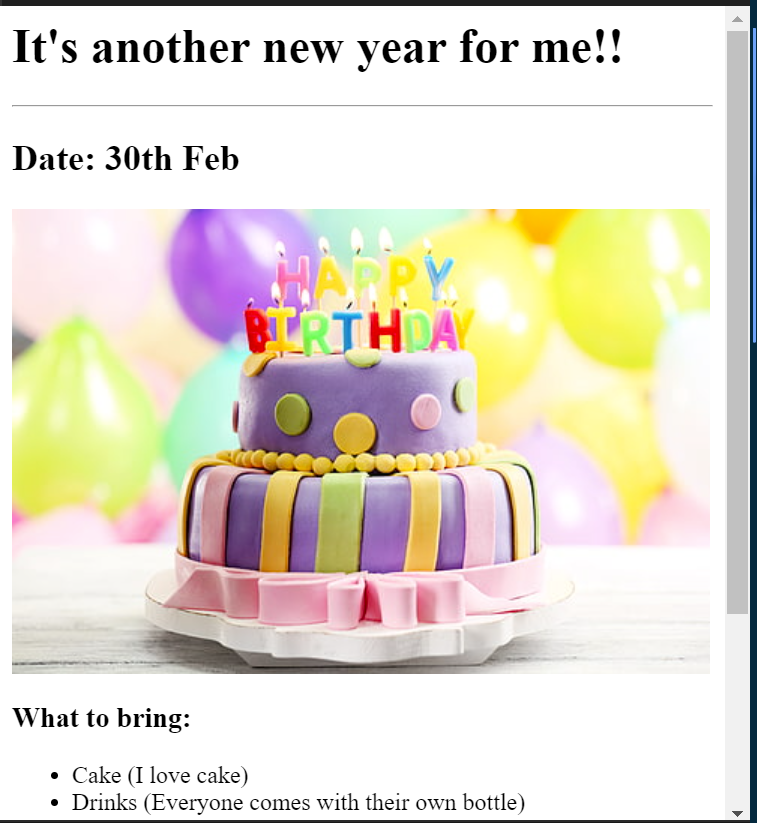 It's another new year for me!!
Date: 30th Feb
HAPPY
BIRTHDAY
What to bring:
Cake (I love cake)
Drinks (Everyone comes with their own bottle)